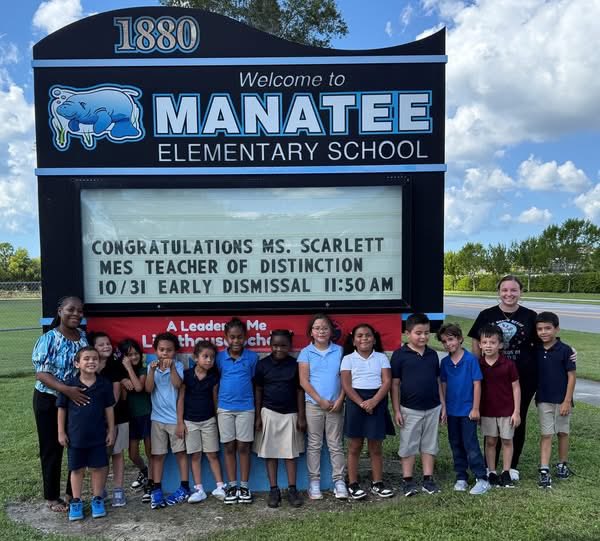 1880
Welcome to
MANATEE
ELEMENTARY SCHOOL
CONGRATULATIONS MS. SCARLETT
MES TEACHER OF DISTINCTION
10/31 EARLY DISMISSAL 11:50 AM
A Leader Me